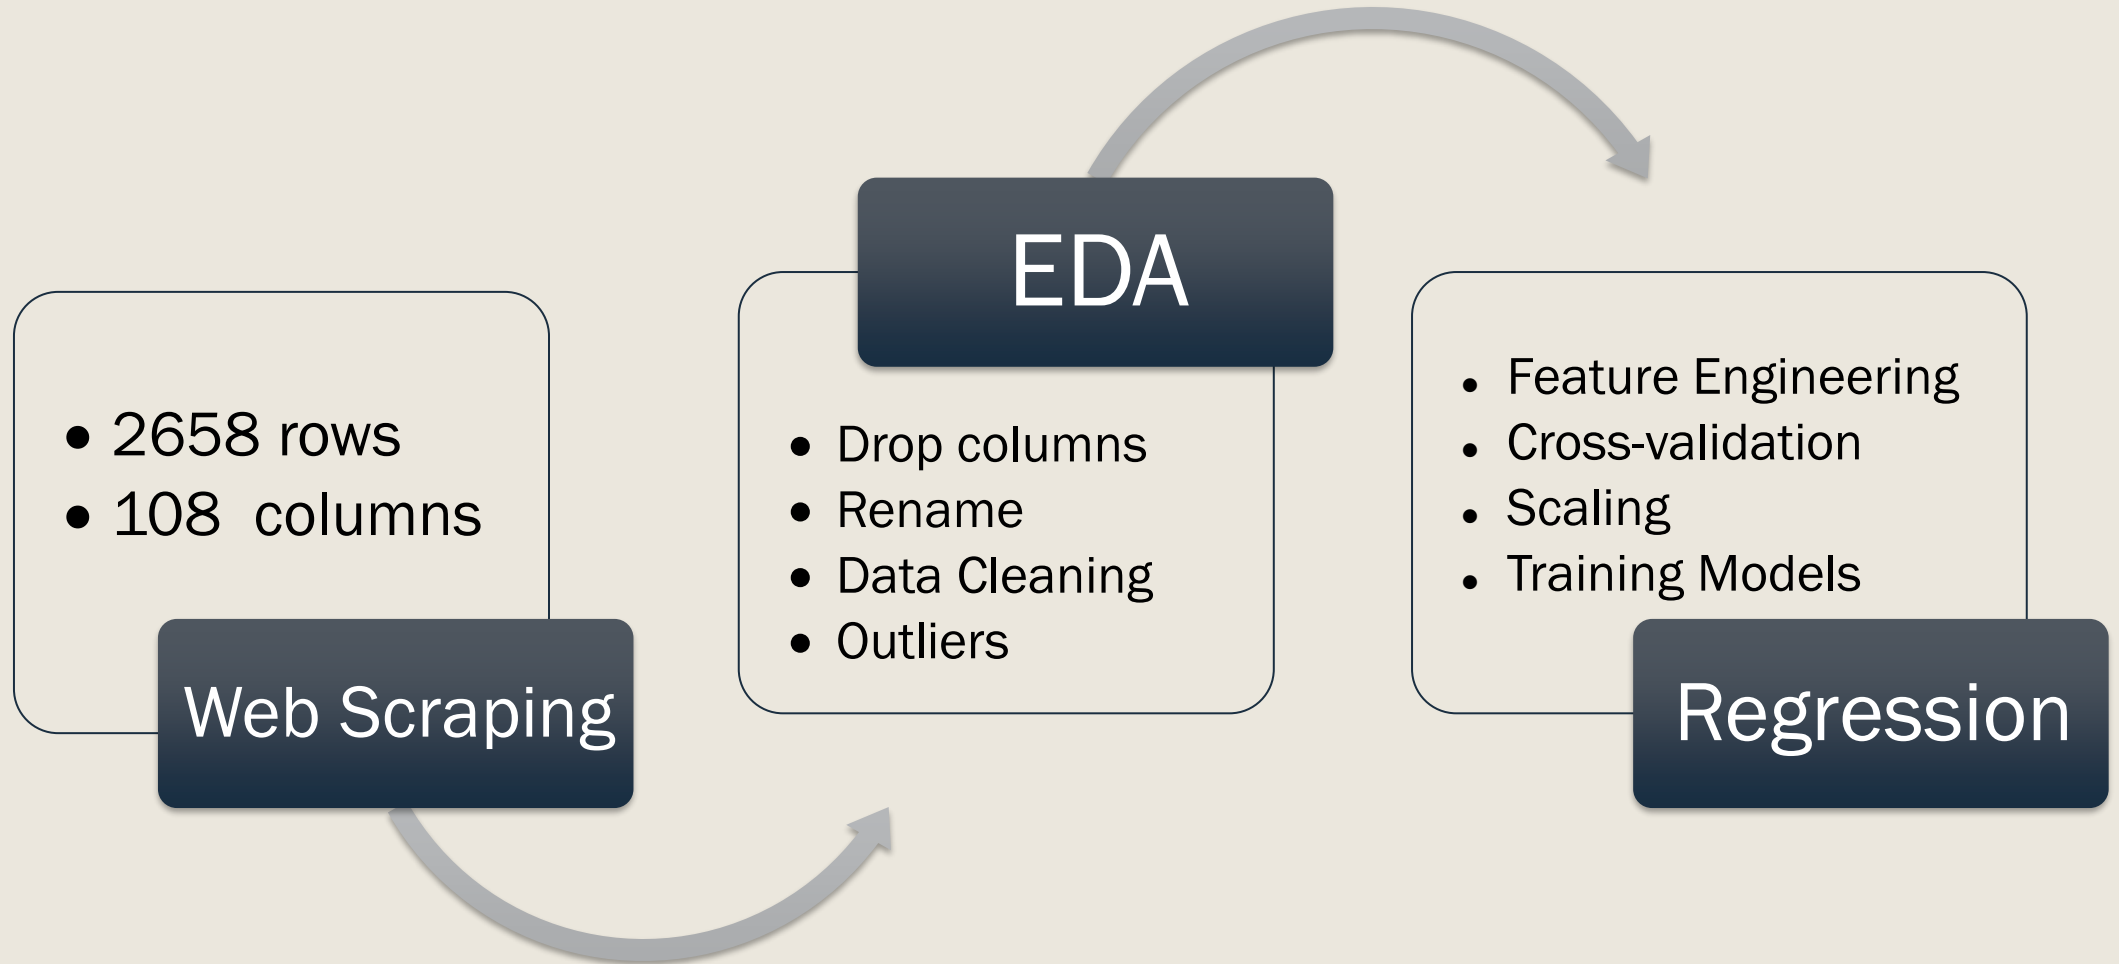 • 2658 rows
• 108 columns
Web Scraping
EDA
• Drop columns
• Rename
• Data Cleaning
• Outliers
• Feature Engineering
• Cross-validation
• Scaling
• Training Models
Regression